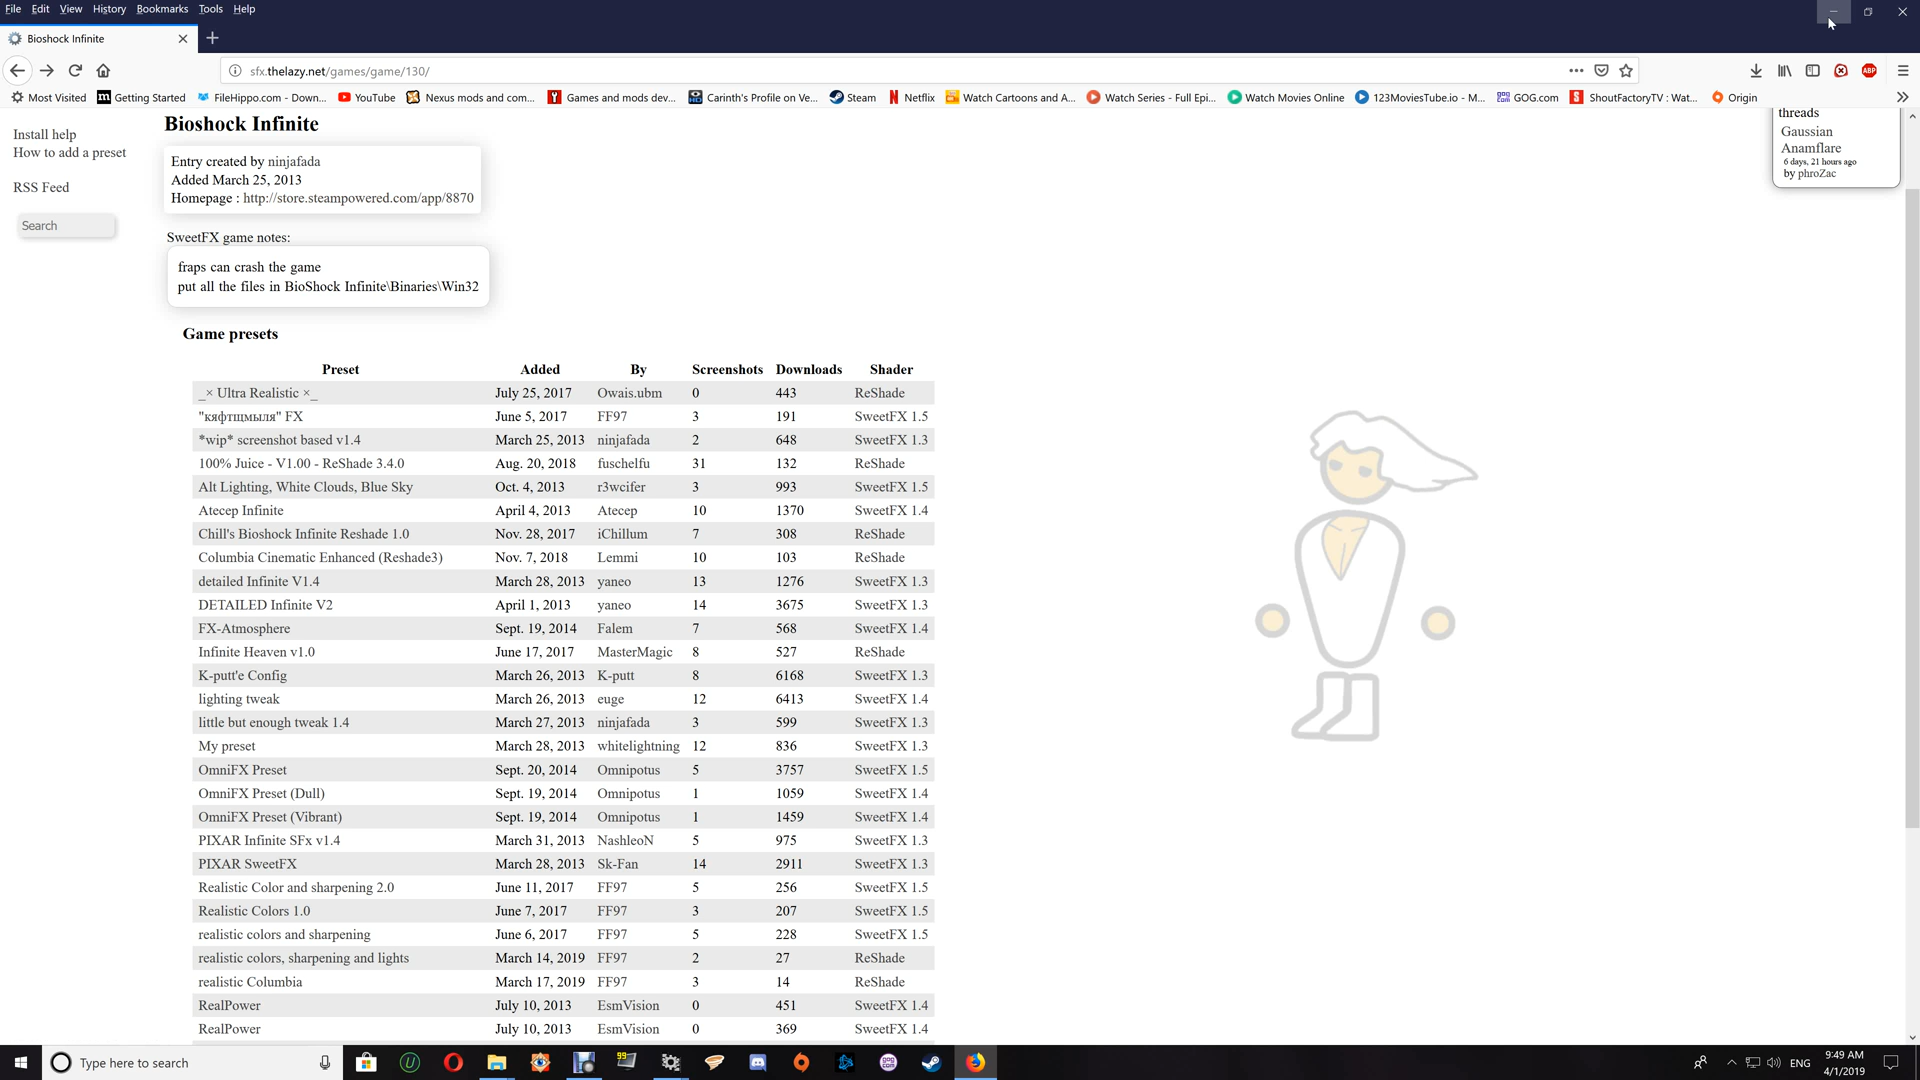 File Edit View History Bookmarks Tools Help
Bioshock Infinite
sfx.thelazy.net/games/game/130/
Most Visited Getting Started FileHippo.com - Down... YouTube Nexus mods and com... Games and mods dev... Carinth's Profile on Ve... Steam Netflix Watch Cartoons and A... Watch Series - Full Epi... Watch Movies Online 123MoviesTube.io - M... GOG.com ShoutFactoryTV : Wat... Origin
ABP
Install help
How to add a preset
RSS Feed
Search
Bioshock Infinite
Entry created by ninjafada
Added March 25, 2013
Homepage : http://store.steampowered.com/app/8870
SweetFX game notes:
fraps can crash the game
put all the files in BioShock Infinite\Binaries\Win32
threads
Gaussian
Anamflare
6 days, 21 hours ago
by phroZac
Game presets
Preset Added By Screenshots Downloads Shader
_× Ultra Realistic ×_ July 25, 2017 Owais.ubm 0 443 ReShade
"кяфтщмыля" FX June 5, 2017 FF97 3 191 SweetFX 1.5
*wip* screenshot based v1.4 March 25, 2013 ninjafada 2 648 SweetFX 1.3
100% Juice - V1.00 - ReShade 3.4.0 Aug. 20, 2018 fuschelfu 31 132 ReShade
Alt Lighting, White Clouds, Blue Sky Oct. 4, 2013 r3wcifer 3 993 SweetFX 1.5
Atecep Infinite April 4, 2013 Atecep 10 1370 SweetFX 1.4
Chill's Bioshock Infinite Reshade 1.0 Nov. 28, 2017 iChillum 7 308 ReShade
Columbia Cinematic Enhanced (Reshade3) Nov. 7, 2018 Lemmi 10 103 ReShade
detailed Infinite V1.4 March 28, 2013 yaneo 13 1276 SweetFX 1.3
DETAILED Infinite V2 April 1, 2013 yaneo 14 3675 SweetFX 1.3
FX-Atmosphere Sept. 19, 2014 Falem 7 568 SweetFX 1.4
Infinite Heaven v1.0 June 17, 2017 MasterMagic 8 527 ReShade
K-putt'e Config March 26, 2013 K-putt 8 6168 SweetFX 1.3
lighting tweak March 26, 2013 euge 12 6413 SweetFX 1.4
little but enough tweak 1.4 March 27, 2013 ninjafada 3 599 SweetFX 1.3
My preset March 28, 2013 whitelightning 12 836 SweetFX 1.3
OmniFX Preset Sept. 20, 2014 Omnipotus 5 3757 SweetFX 1.5
OmniFX Preset (Dull) Sept. 19, 2014 Omnipotus 1 1059 SweetFX 1.4
OmniFX Preset (Vibrant) Sept. 19, 2014 Omnipotus 1 1459 SweetFX 1.4
PIXAR Infinite SFx v1.4 March 31, 2013 NashleoN 5 975 SweetFX 1.3
PIXAR SweetFX March 28, 2013 Sk-Fan 14 2911 SweetFX 1.3
Realistic Color and sharpening 2.0 June 11, 2017 FF97 5 256 SweetFX 1.5
Realistic Colors 1.0 June 7, 2017 FF97 3 207 SweetFX 1.5
realistic colors and sharpening June 6, 2017 FF97 5 228 SweetFX 1.5
realistic colors, sharpening and lights March 14, 2019 FF97 2 27 ReShade
realistic Columbia March 17, 2019 FF97 3 14 ReShade
RealPower July 10, 2013 EsmVision 0 451 SweetFX 1.4
RealPower July 10, 2013 EsmVision 0 369 SweetFX 1.4
Type here to search
99
ENG
9:49 AM
4/1/2019